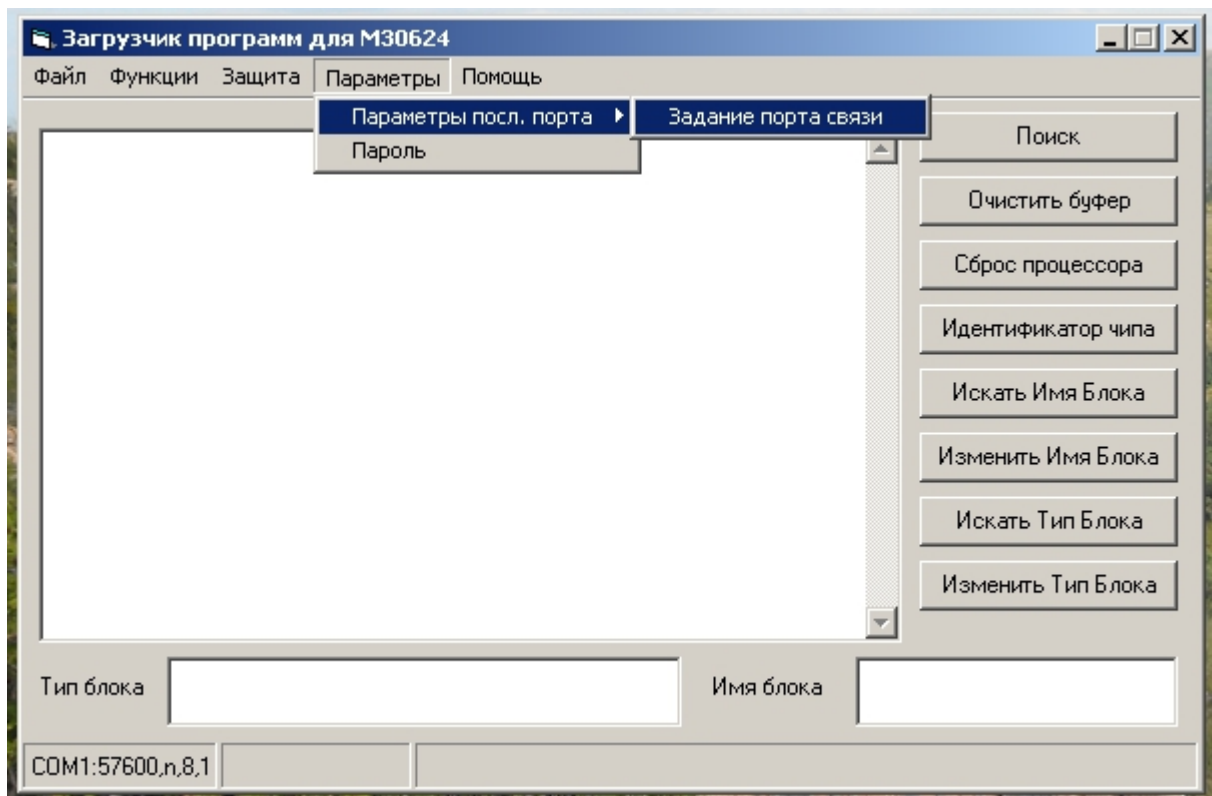 Загрузчик программ для M30624
Файл Функции Защита Параметры Помощь
Параметры посл. порта Задание порта связи
Пароль
Поиск
Очистить буфер
Сброс процессора
Идентификатор чипа
Искать Имя Блока
Изменить Имя Блока
Искать Тип Блока
Изменить Тип Блока
Тип блока Имя блока
COM1:57600,n,8,1